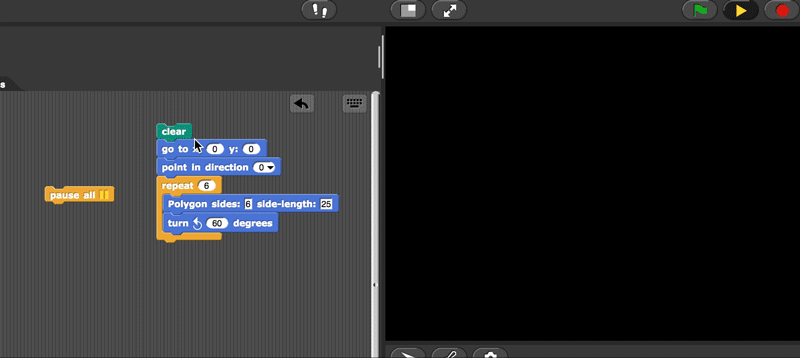 s
clear
go to x: 0 y: 0
point in direction 0
pause all
repeat 6
Polygon sides: 6 side-length: 25
turn 60 degrees